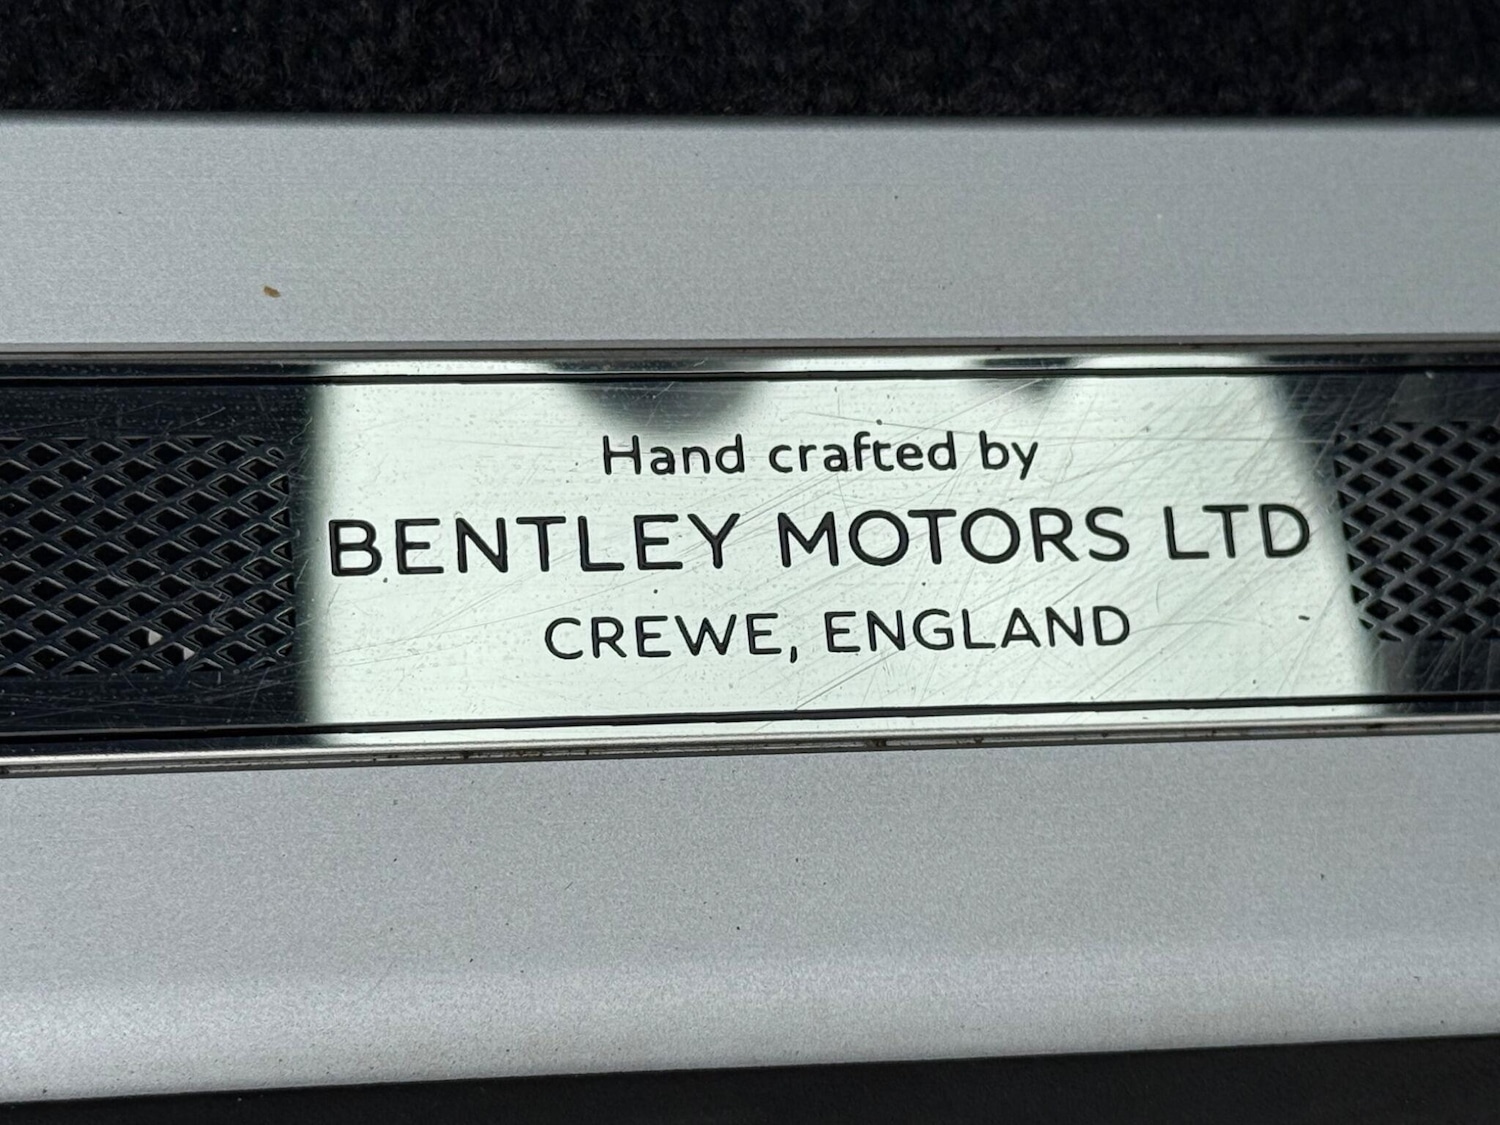 Hand crafted by
BENTLEY MOTORS LTD
CREWE, ENGLAND